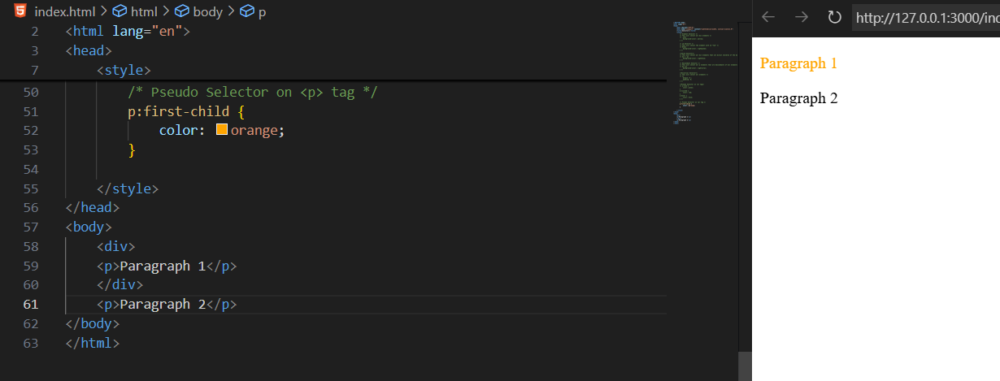 index.html > html > body > p
2 <html lang="en">
3 <head>
7 <style>
50 /* Pseudo Selector on <p> tag */
51 p:first-child {
52 color: orange;
53 }
54
55 </style>
56 </head>
57 <body>
58 <div>
59 <p>Paragraph 1</p>
60 </div>
61 <p>Paragraph 2</p>
62 </body>
63 </html>
http://127.0.0.1:3000/ind
Paragraph 1
Paragraph 2